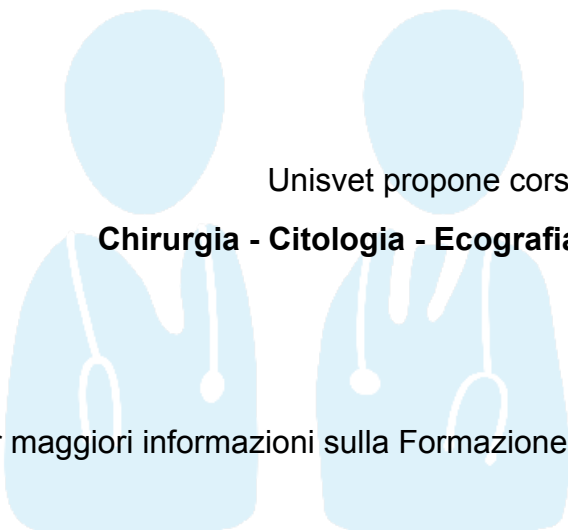 Unisvet propone cors
Chirurgia - Citologia - Ecografia
maggiori informazioni sulla Formazione